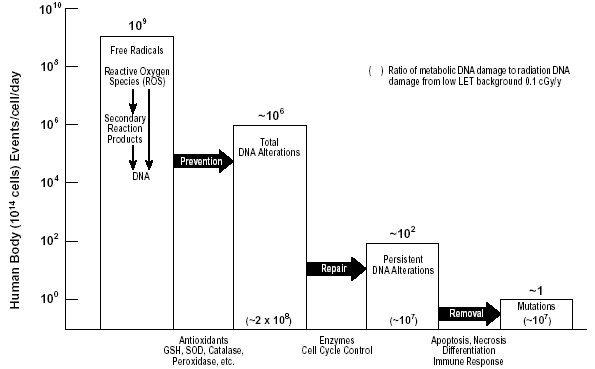 10^10
10^8
10^6
10^4
10^2
10^0
Human Body (10^14 cells) Events/cell/day
10^9
Free Radicals
Reactive Oxygen
Species (ROS)
Secondary
Reaction
Products
DNA
Prevention
~10^6
Total
DNA Alterations
(~2 x 10^8)
Repair
~10^2
Persistent
DNA Alterations
(~10^7)
Removal
~1
Mutations
(~10^7)
( ) Ratio of metabolic DNA damage to radiation DNA
damage from low LET background 0.1 cGy/y
Antioxidants
GSH, SOD, Catalase,
Peroxidase, etc.
Enzymes
Cell Cycle Control
Apoptosis, Necrosis
Differentiation
Immune Response